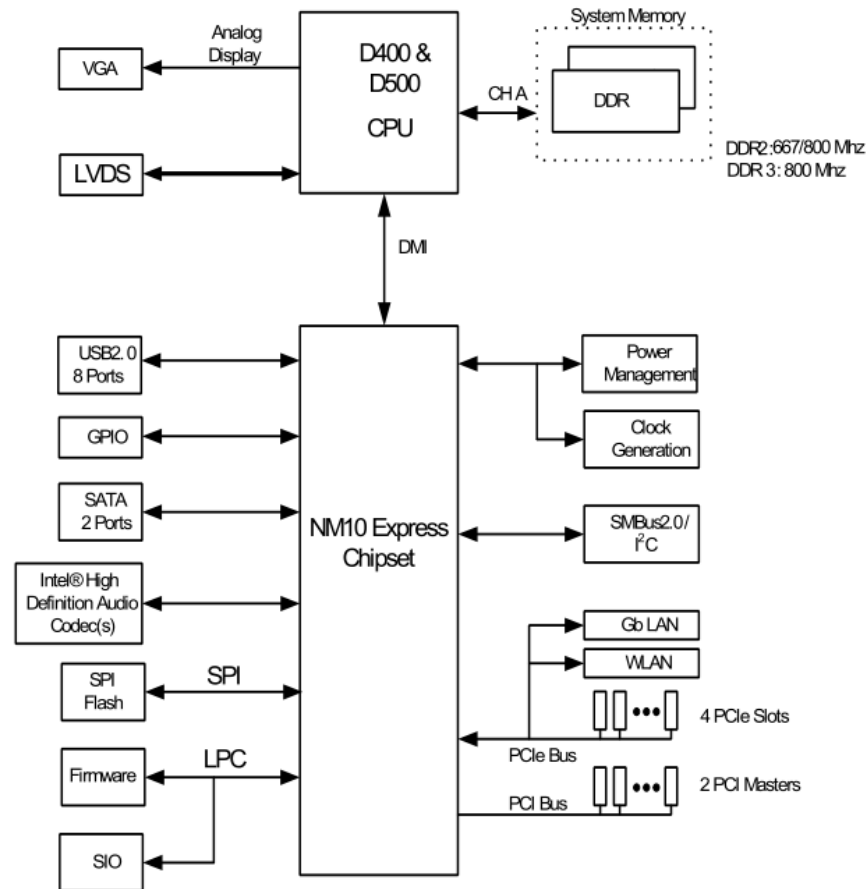 System Memory
Analog
Display
VGA
D400 &
D500
CPU
CH A
DDR
LVDS
DDR2 :667/800 Mhz
DDR 3 : 800 Mhz
DMI
USB2. 0
8 Ports
Power
Management
GPIO
Clock
Generation
SATA
2 Ports
NM10 Express
Chipset
SMBus2.0 /
I²C
Intel® High
Definition Audio
Codec(s)
Gb LAN
WLAN
SPI
Flash
SPI
4 PCIe Slots
PCIe Bus
LPC
Firmware
2 PCI Masters
PCI Bus
SIO